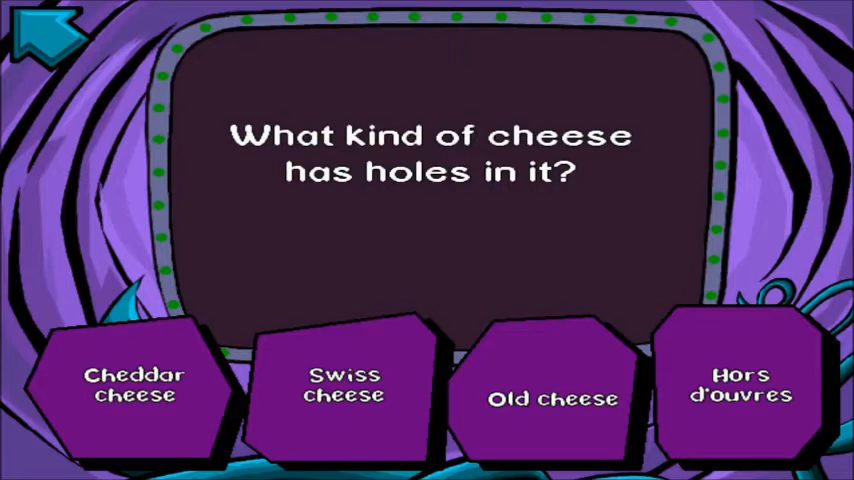 What kind of cheese
has holes in it?
Cheddar
cheese
Swiss
cheese
Old cheese
Hors
d'ouvres